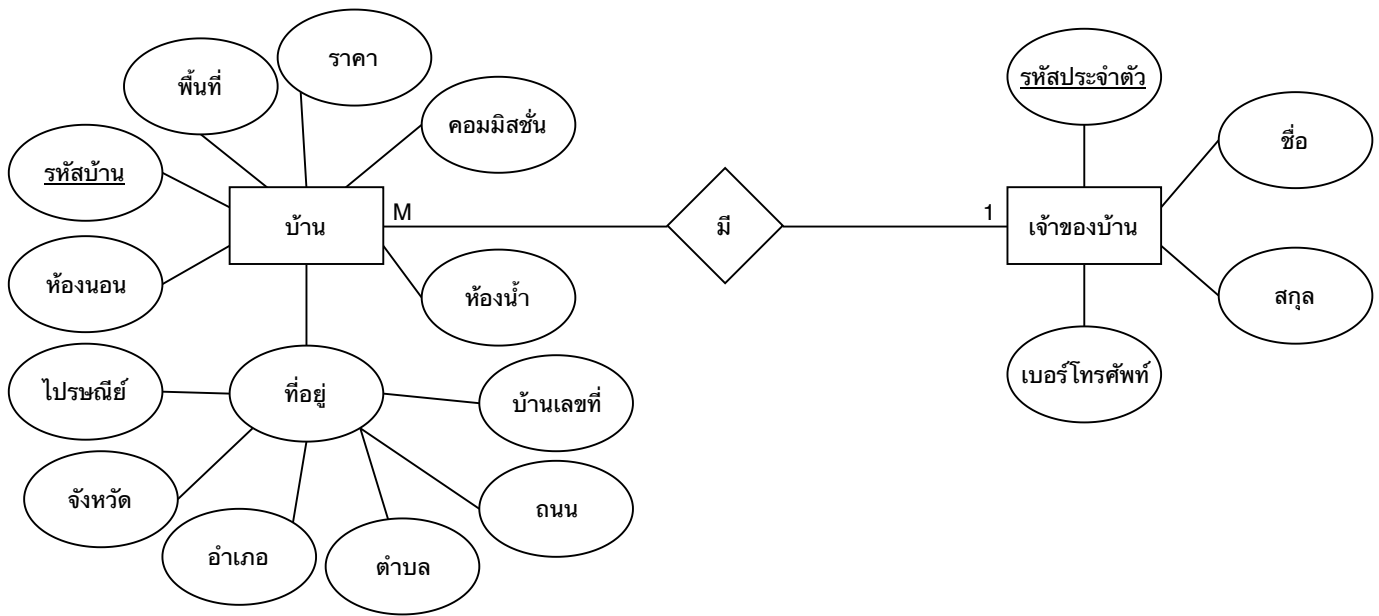 ราคา
พื้นที่
คอมมิสชั่น
รหัสบ้าน
บ้าน
M
ห้องนอน
ห้องน้ำ
ไปรษณีย์
ที่อยู่
บ้านเลขที่
จังหวัด
ถนน
อำเภอ
ตำบล
มี
1
รหัสประจำตัว
ชื่อ
เจ้าของบ้าน
สกุล
เบอร์โทรศัพท์